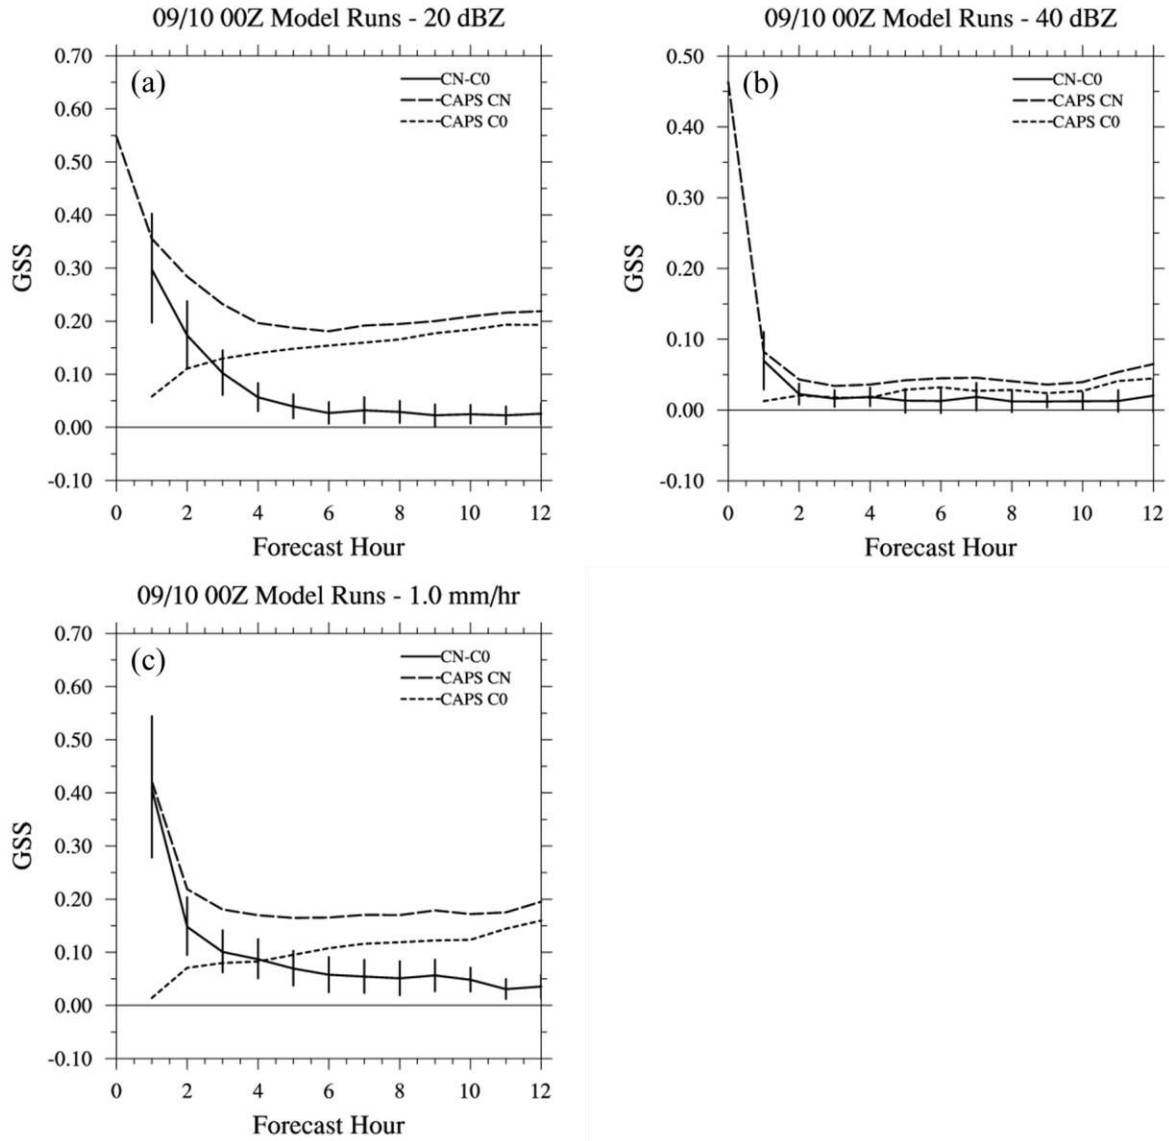 09/10 00Z Model Runs - 20 dBZ
(a)
CN-C0
CAPS CN
CAPS C0
0.70
0.60
0.50
0.40
0.30
0.20
0.10
0.00
-0.10
GSS
0 2 4 6 8 10 12
Forecast Hour
09/10 00Z Model Runs - 40 dBZ
(b)
CN-C0
CAPS CN
CAPS C0
0.50
0.40
0.30
0.20
0.10
0.00
-0.10
GSS
0 2 4 6 8 10 12
Forecast Hour
09/10 00Z Model Runs - 1.0 mm/hr
(c)
CN-C0
CAPS CN
CAPS C0
0.70
0.60
0.50
0.40
0.30
0.20
0.10
0.00
-0.10
GSS
0 2 4 6 8 10 12
Forecast Hour